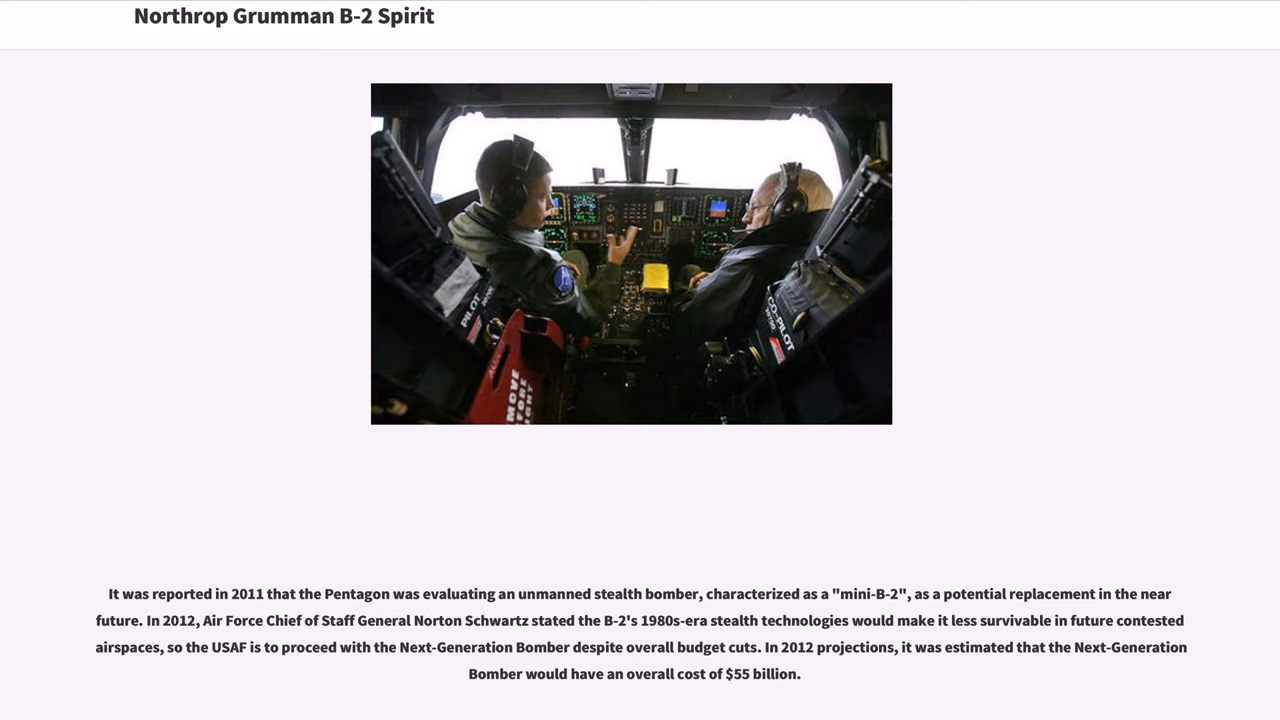 Northrop Grumman B-2 Spirit
PILOT
CO-PILOT
MOVE
FORE
IGHT
It was reported in 2011 that the Pentagon was evaluating an unmanned stealth bomber, characterized as a "mini-B-2", as a potential replacement in the near
future. In 2012, Air Force Chief of Staff General Norton Schwartz stated the B-2's 1980s-era stealth technologies would make it less survivable in future contested
airspaces, so the USAF is to proceed with the Next-Generation Bomber despite overall budget cuts. In 2012 projections, it was estimated that the Next-Generation
Bomber would have an overall cost of $55 billion.